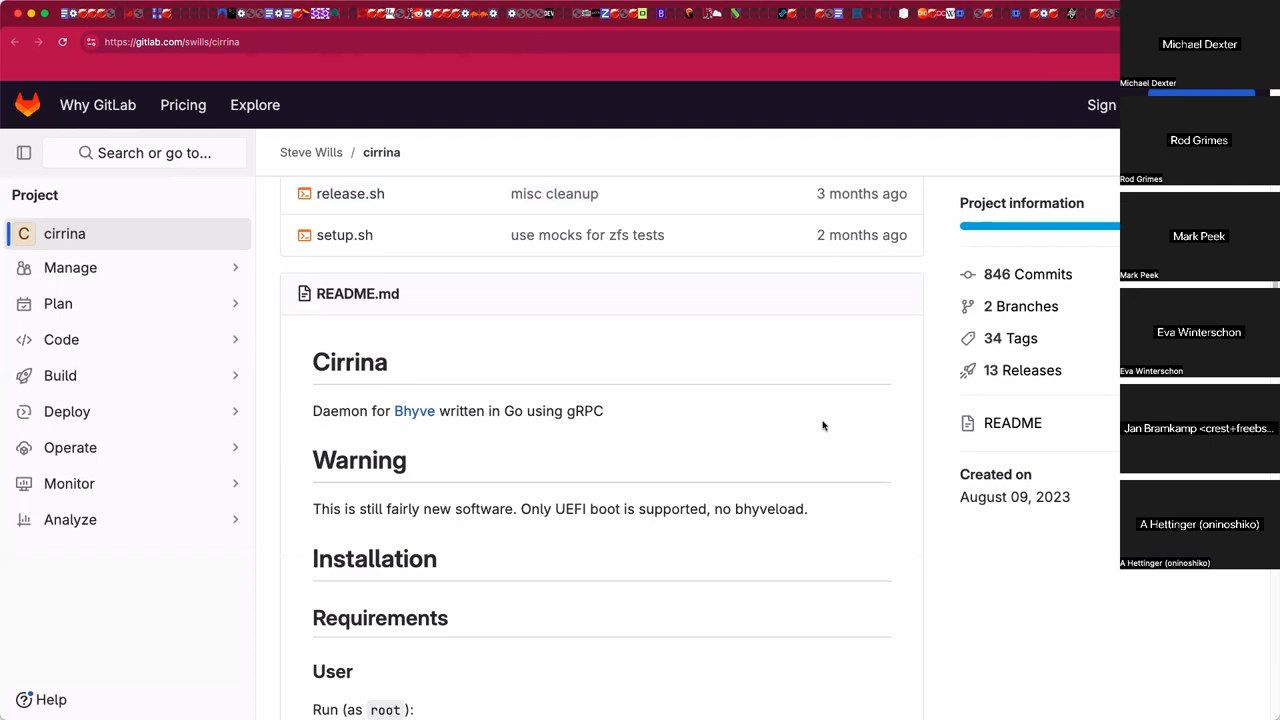 https://gitlab.com/swills/cirrina
Why GitLab
Pricing
Explore
Sign
Search or go to...
Project
C cirrina
Manage
Plan
Code
Build
Deploy
Operate
Monitor
Analyze
Help
Steve Wills / cirrina
release.sh misc cleanup 3 months ago
setup.sh use mocks for zfs tests 2 months ago
README.md
Cirrina
Daemon for Bhyve written in Go using gRPC
Warning
This is still fairly new software. Only UEFI boot is supported, no bhyveload.
Installation
Requirements
User
Run (as root):
Project information
846 Commits
2 Branches
34 Tags
13 Releases
README
Created on
August 09, 2023
Michael Dexter
Michael Dexter
Rod Grimes
Rod Grimes
Mark Peek
Mark Peek
Eva Winterschon
Eva Winterschon
Jan Bramkamp <crest+freebs...
A Hettinger (oninoshiko)
A Hettinger (oninoshiko)